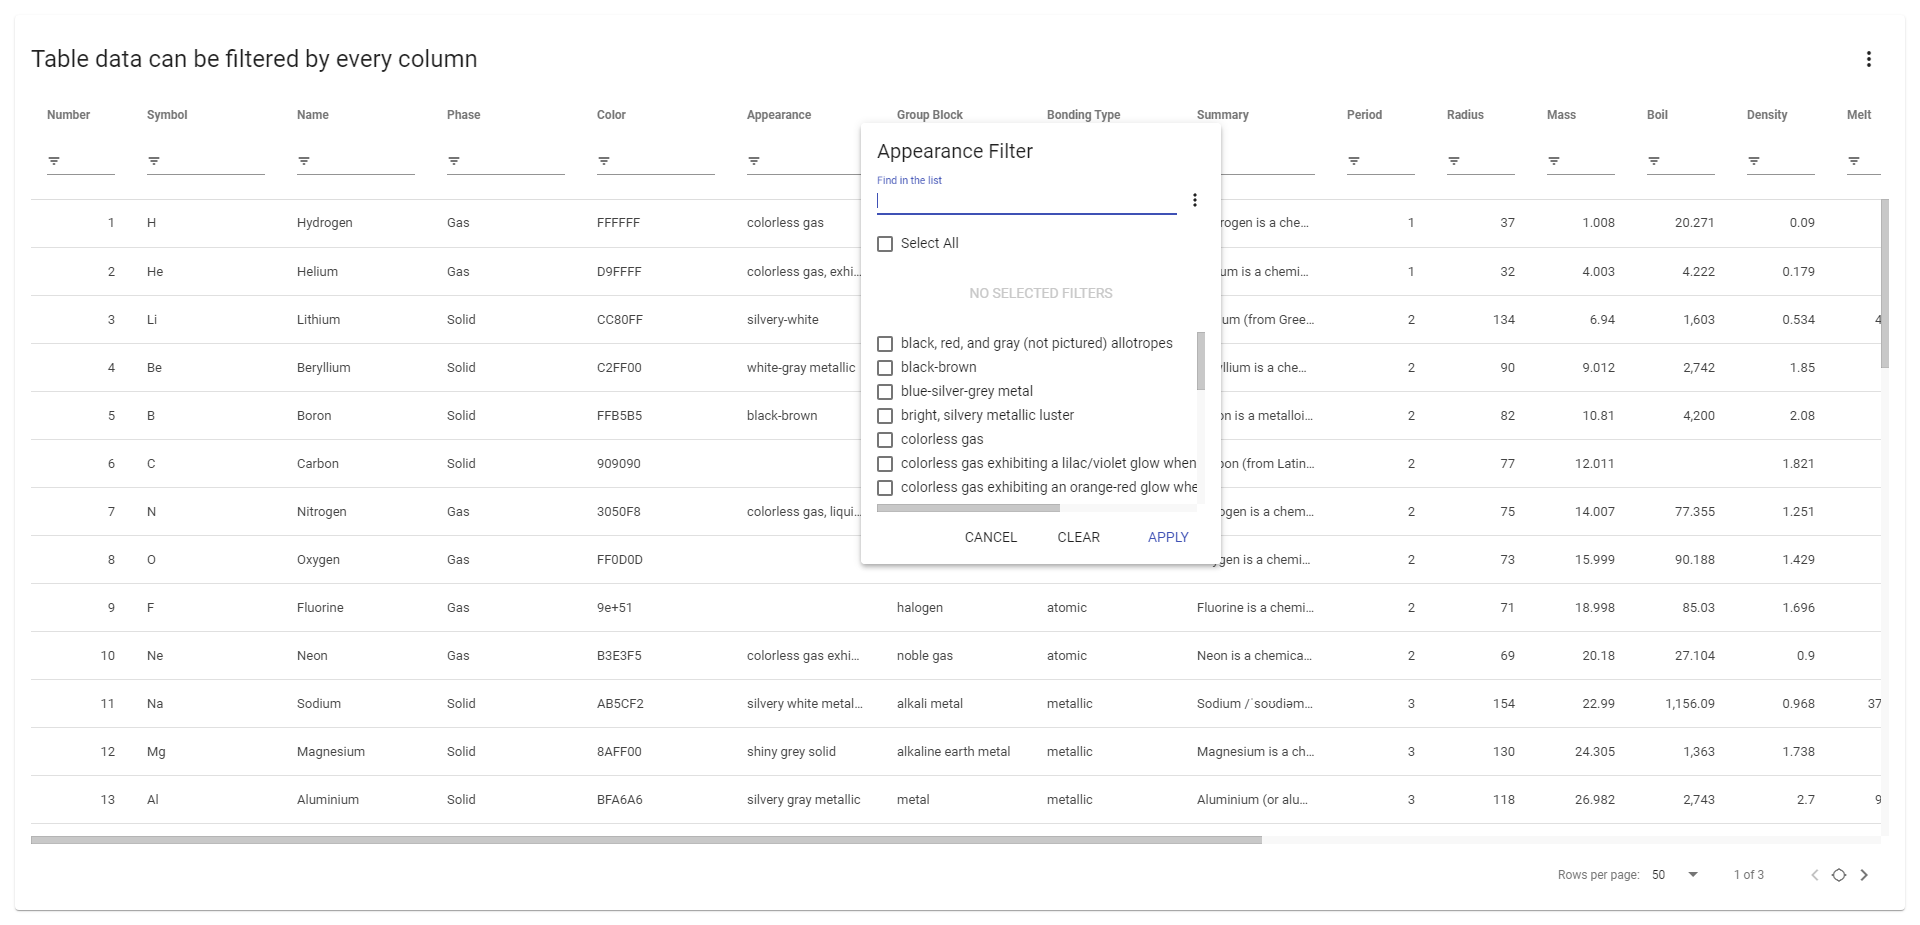 Table data can be filtered by every column
Number Symbol Name Phase Color Appearance Group Block Bonding Type Summary Period Radius Mass Boil Density Melt
Appearance Filter
Find in the list
Select All
NO SELECTED FILTERS
black, red, and gray (not pictured) allotropes
black-brown
blue-silver-grey metal
bright, silvery metallic luster
colorless gas
colorless gas exhibiting a lilac/violet glow when
colorless gas exhibiting an orange-red glow whe
CANCEL CLEAR APPLY
1 H Hydrogen Gas FFFFFF colorless gas rogen is a che... 1 37 1.008 20.271 0.09
2 He Helium Gas D9FFFF colorless gas, exhi... um is a chemi... 1 32 4.003 4.222 0.179
3 Li Lithium Solid CC80FF silvery-white um (from Gree... 2 134 6.94 1,603 0.534 4
4 Be Beryllium Solid C2FF00 white-gray metallic yllium is a che... 2 90 9.012 2,742 1.85
5 B Boron Solid FFB5B5 black-brown on is a metalloi... 2 82 10.81 4,200 2.08
6 C Carbon Solid 909090 bon (from Latin... 2 77 12.011 1.821
7 N Nitrogen Gas 3050F8 colorless gas, liqui... ogen is a chem... 2 75 14.007 77.355 1.251
8 O Oxygen Gas FF0D0D ygen is a chemi... 2 73 15.999 90.188 1.429
9 F Fluorine Gas 9e+51 halogen atomic Fluorine is a chemi... 2 71 18.998 85.03 1.696
10 Ne Neon Gas B3E3F5 colorless gas exhi... noble gas atomic Neon is a chemica... 2 69 20.18 27.104 0.9
11 Na Sodium Solid AB5CF2 silvery white metal... alkali metal metallic Sodium /ˈsoʊdiəm... 3 154 22.99 1,156.09 0.968 37
12 Mg Magnesium Solid 8AFF00 shiny grey solid alkaline earth metal metallic Magnesium is a ch... 3 130 24.305 1,363 1.738
13 Al Aluminium Solid BFA6A6 silvery gray metallic metal metallic Aluminium (or alu... 3 118 26.982 2,743 2.7 9
Rows per page: 50 1 of 3